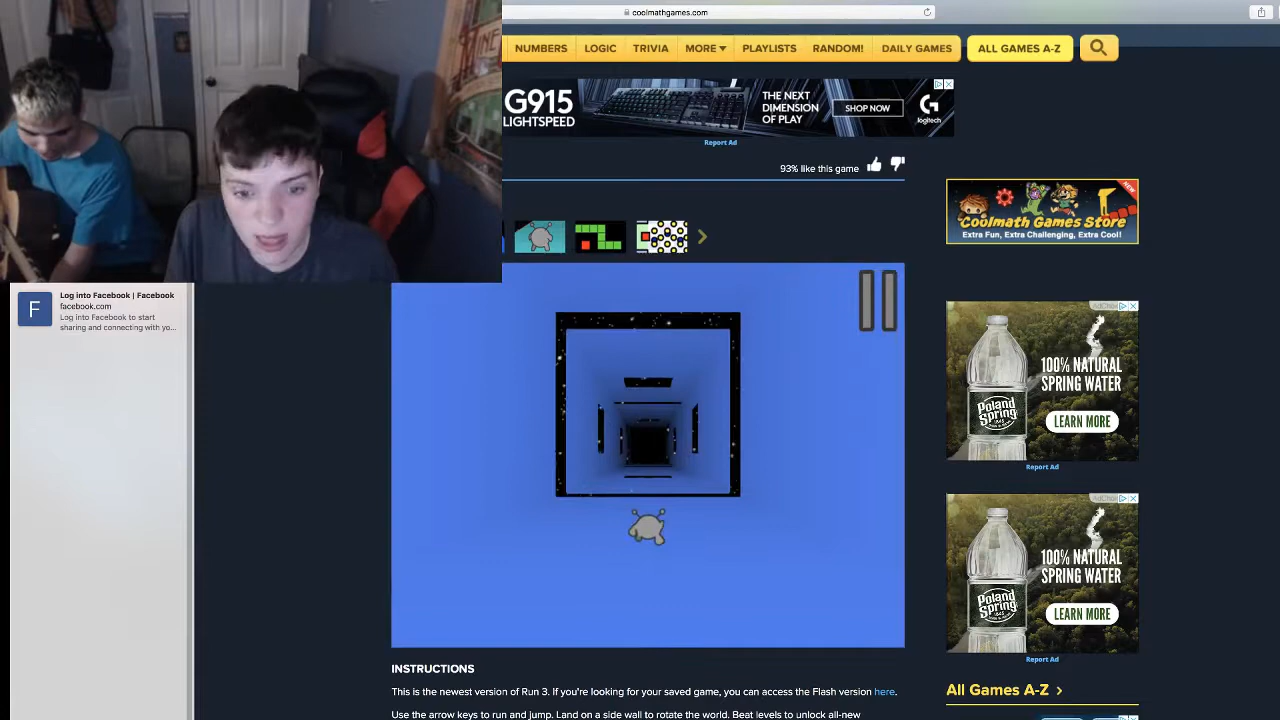 coolmathgames.com
NUMBERS LOGIC TRIVIA MORE PLAYLISTS RANDOM! DAILY GAMES ALL GAMES A-Z
G915
LIGHTSPEED
THE NEXT
DIMENSION
OF PLAY
SHOP NOW
G
logitech
Report Ad
93% like this game
NEW
Coolmath Games Store
Extra Fun, Extra Challenging, Extra Cool!
F
Log into Facebook | Facebook
facebook.com
Log into Facebook to start
sharing and connecting with yo...
100% NATURAL
SPRING WATER
POLAND
SPRING
LEARN MORE
Report Ad
100% NATURAL
SPRING WATER
POLAND
SPRING
LEARN MORE
Report Ad
INSTRUCTIONS
This is the newest version of Run 3. If you're looking for your saved game, you can access the Flash version here.
Use the arrow keys to run and jump. Land on a side wall to rotate the world. Beat levels to unlock all-new
All Games A-Z >